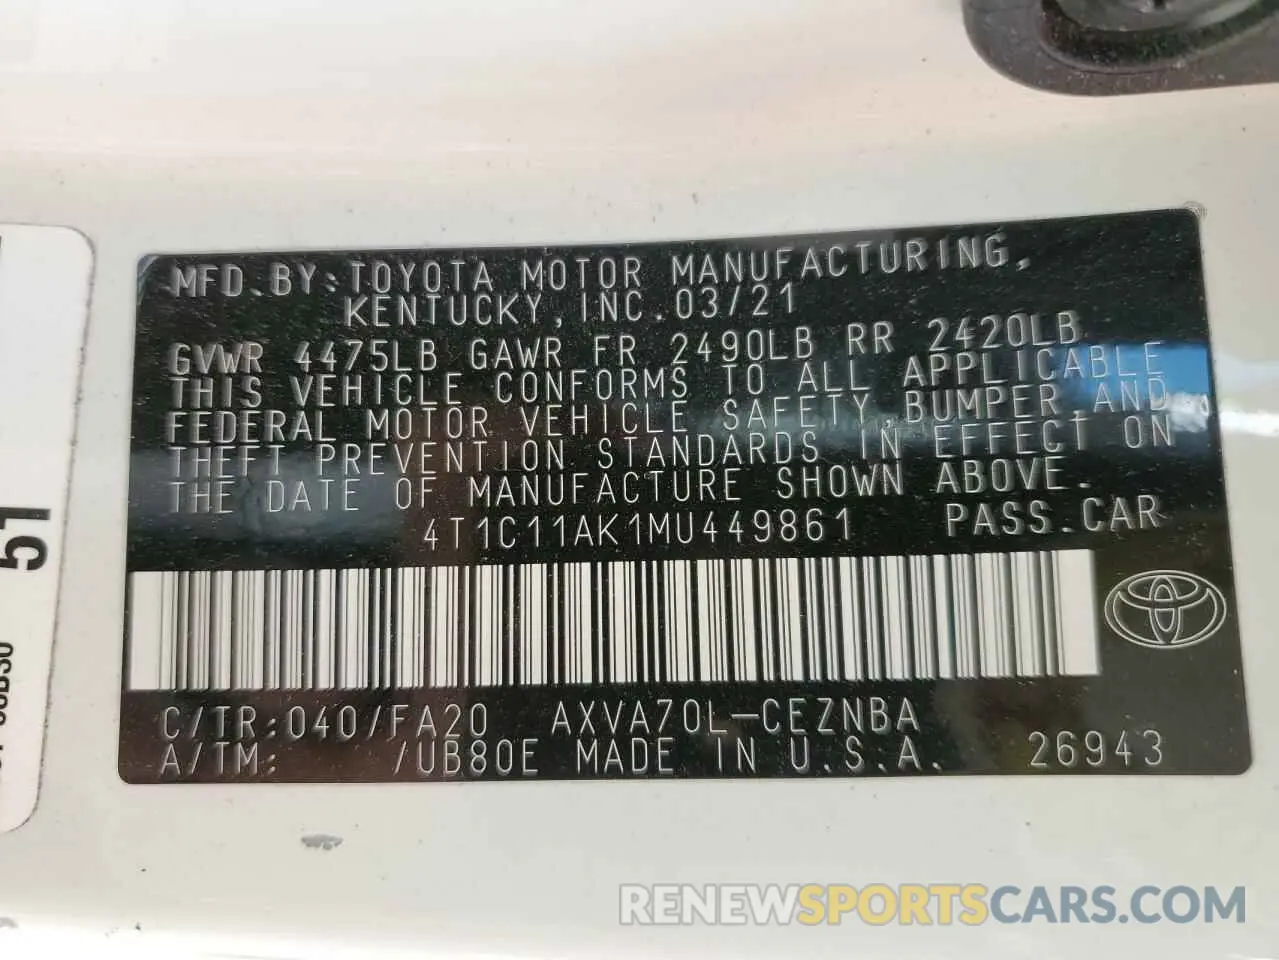 MFD.BY:TOYOTA MOTOR MANUFACTURING,
KENTUCKY,INC.03/21
GVWR 4475LB GAWR FR 2490LB RR 2420LB
THIS VEHICLE CONFORMS TO ALL APPLICABLE
FEDERAL MOTOR VEHICLE SAFETY,BUMPER,AND
THEFT PREVENTION STANDARDS IN EFFECT ON
THE DATE OF MANUFACTURE SHOWN ABOVE.
4T1C11AK1MU449861 PASS.CAR
C/TR:040/FA20 AXVA70L-CEZNBA
A/TM: /UB80E MADE IN U.S.A. 26943
51
RENEWSPORTSCARS.COM